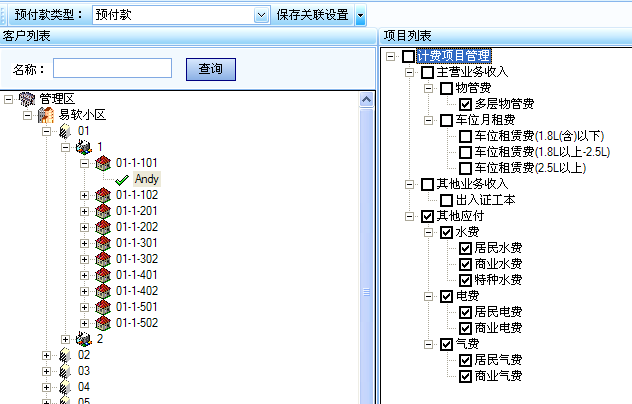 预付款类型： 预付款 保存关联设置
客户列表
名称： 查询
管理区
易软小区
01
1
01-1-101
Andy
01-1-102
01-1-201
01-1-202
01-1-301
01-1-302
01-1-401
01-1-402
01-1-501
01-1-502
2
02
03
04
05
项目列表
计费项目管理
主营业务收入
物管费
多层物管费
车位月租费
车位租赁费(1.8L(含)以下)
车位租赁费(1.8L以上-2.5L)
车位租赁费(2.5L以上)
其他业务收入
出入证工本
其他应付
水费
居民水费
商业水费
特种水费
电费
居民电费
商业电费
气费
居民气费
商业气费